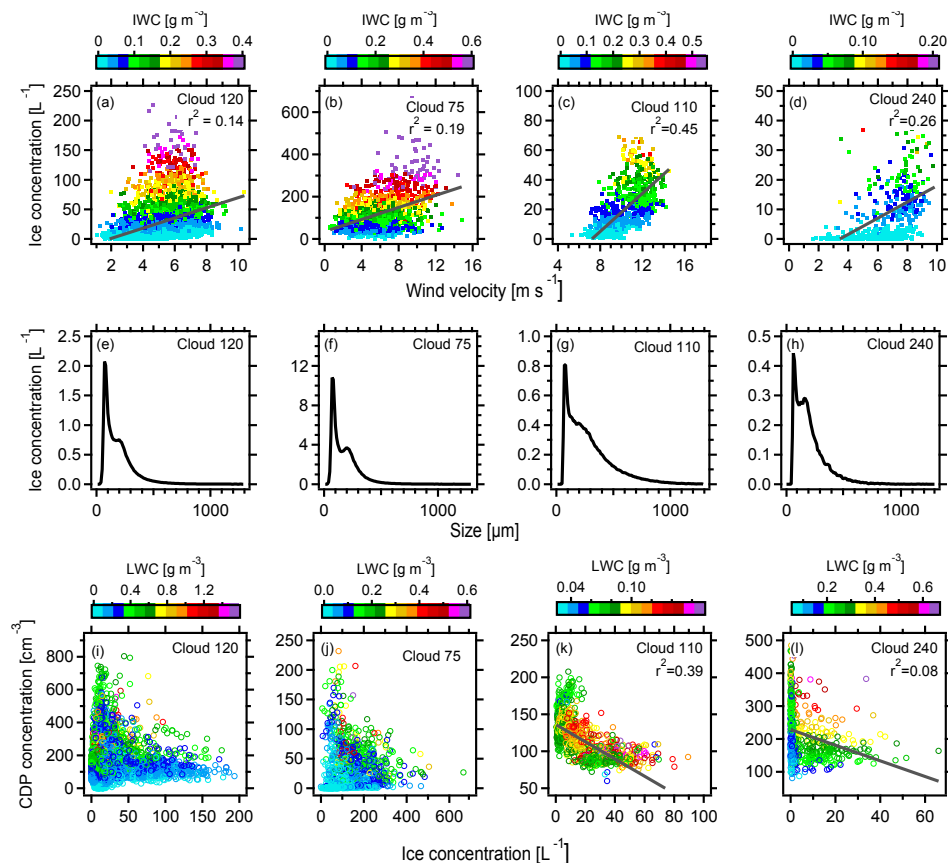 IWC [g m-3] IWC [g m-3] IWC [g m-3] IWC [g m-3]
0 0.1 0.2 0.3 0.4 0 0.2 0.4 0.6 0 0.1 0.2 0.3 0.4 0.5 0 0.10 0.20
(a) Cloud 120 r2 = 0.14
(b) Cloud 75 r2 = 0.19
(c) Cloud 110 r2=0.45
(d) Cloud 240 r2=0.26
Ice concentration [L-1]
250 200 150 100 50 0
600 400 200 0
100 80 60 40 20 0
40 30 20 10 0
2 4 6 8 10 0 4 8 12 16 4 8 12 16 0 2 4 6 8 10
Wind velocity [m s-1]
(e) Cloud 120
(f) Cloud 75
(g) Cloud 110
(h) Cloud 240
Ice concentration [L-1]
2.5 2.0 1.5 1.0 0.5 0.0
12 8 4 0
1.0 0.8 0.6 0.4 0.2 0.0
0.5 0.4 0.3 0.2 0.1 0.0
0 1000 0 1000 0 1000 0 1000
Size [µm]
LWC [g m-3] LWC [g m-3] LWC [g m-3] LWC [g m-3]
0 0.4 0.8 1.2 0.0 0.2 0.4 0.6 0.04 0.10 0.2 0.4 0.6
(i) Cloud 120
(j) Cloud 75
(k) Cloud 110 r2=0.39
(l) Cloud 240 r2=0.08
CDP concentration [cm-3]
800 600 400 200 0
250 200 150 100 50 0
250 200 150 100 50
500 400 300 200 100
0 50 100 150 200 0 200 400 600 0 20 40 60 80 100 0 20 40 60
Ice concentration [L-1]